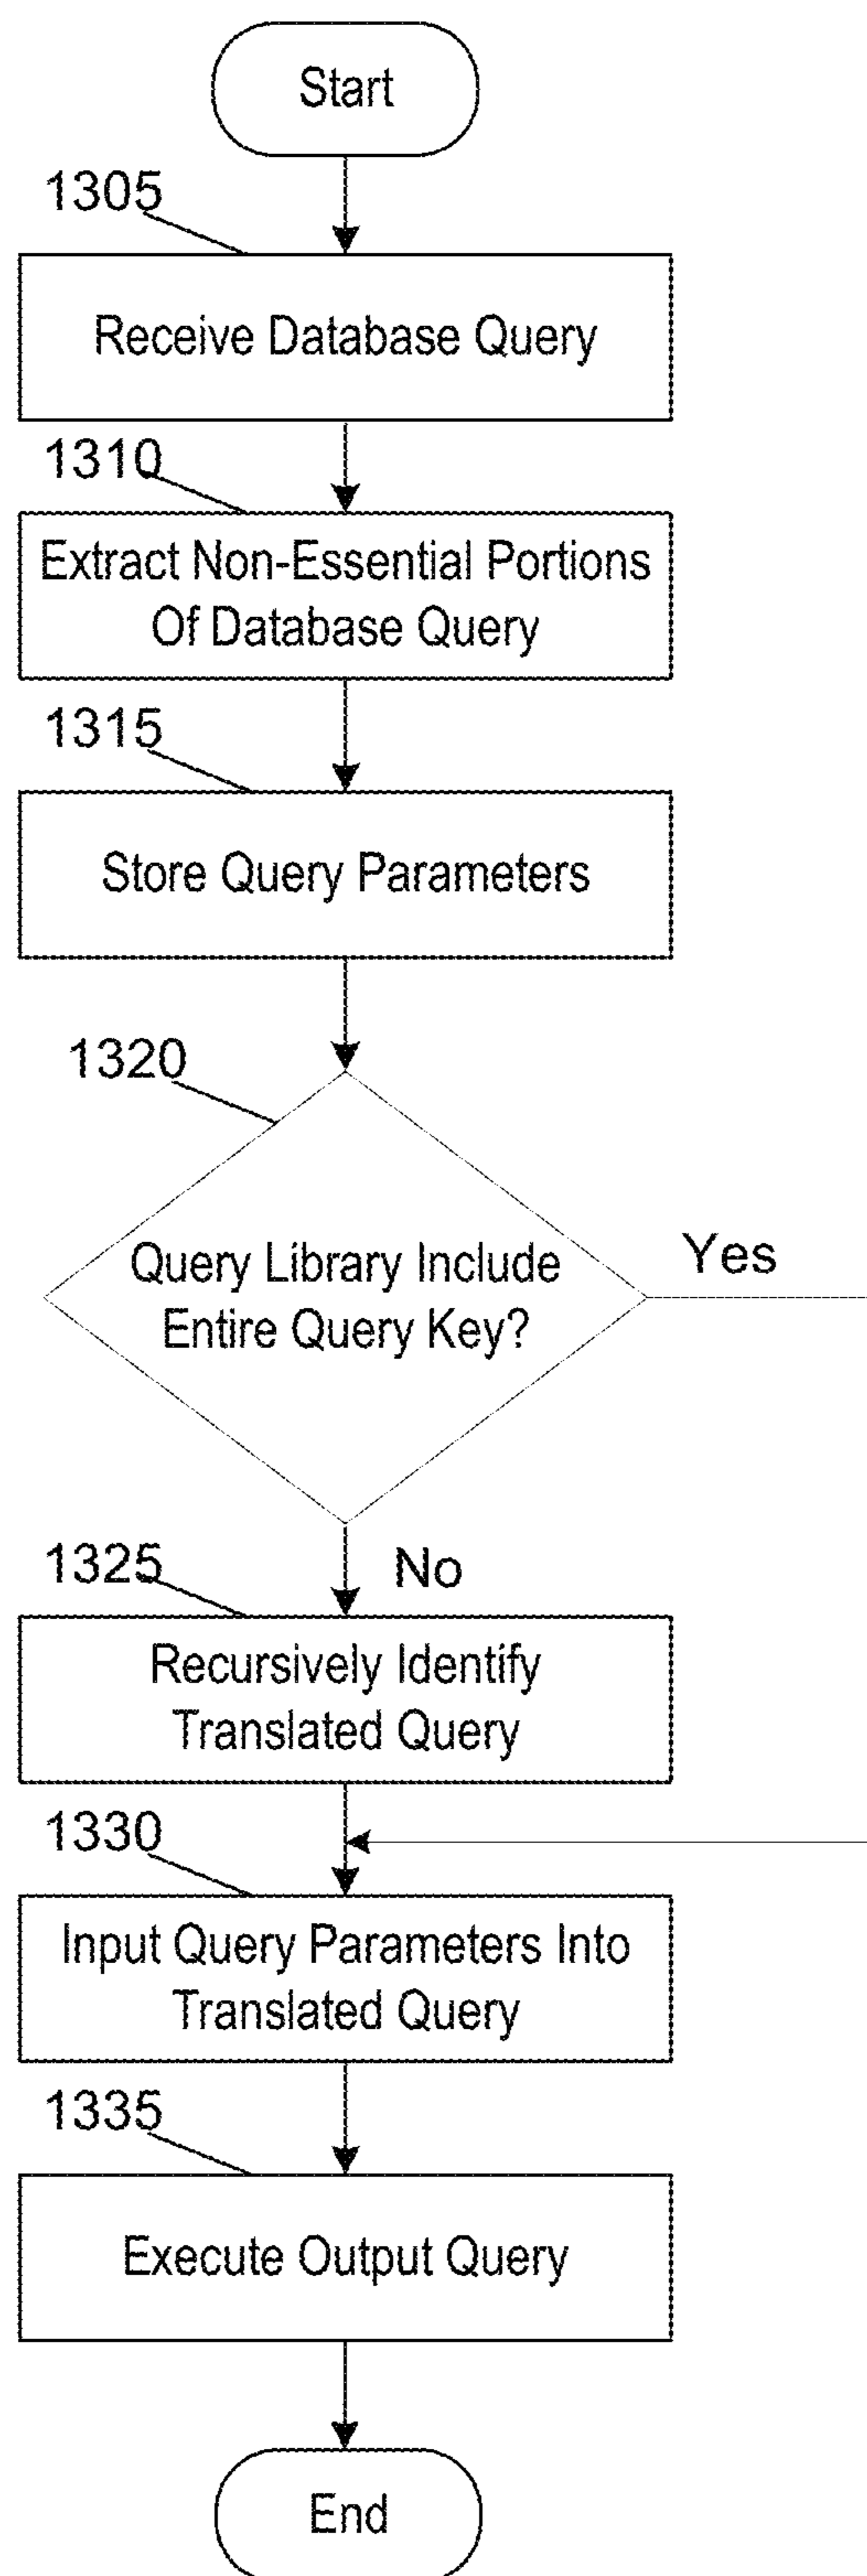 Start
1305
Receive Database Query
1310
Extract Non-Essential Portions
Of Database Query
1315
Store Query Parameters
1320
Query Library Include
Entire Query Key?
Yes
No
1325
Recursively Identify
Translated Query
1330
Input Query Parameters Into
Translated Query
1335
Execute Output Query
End